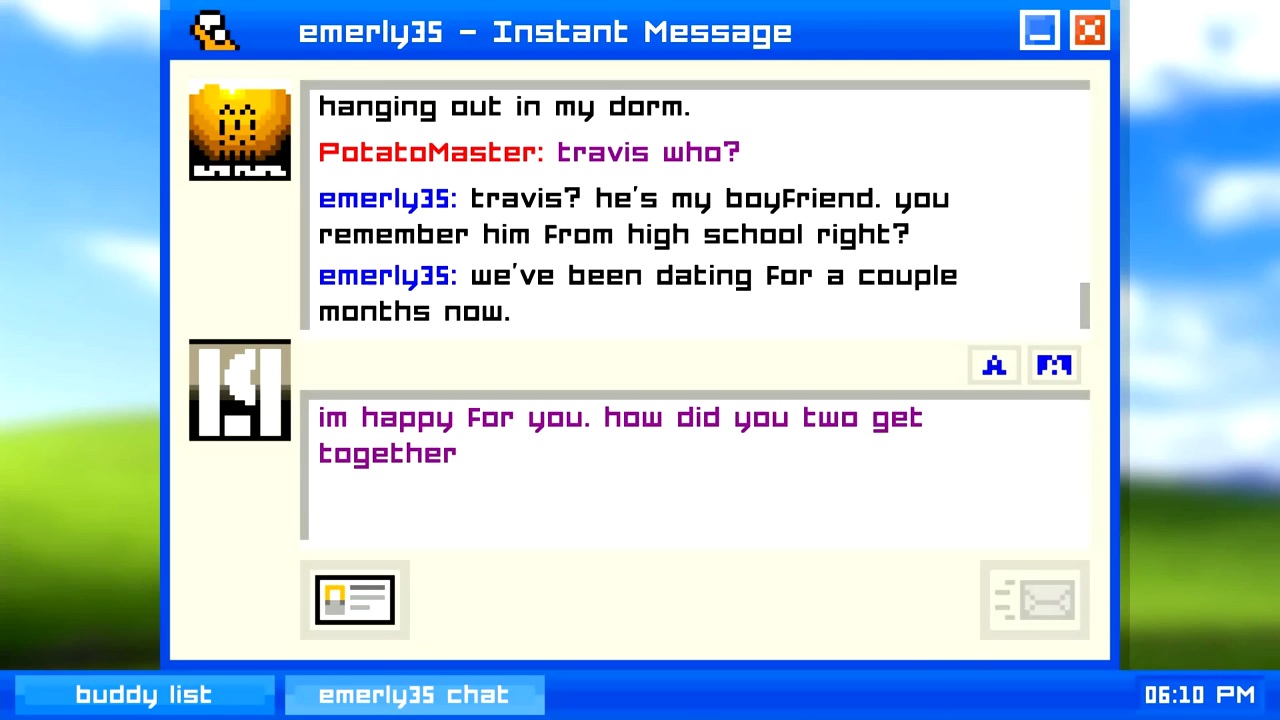 emerly35 - Instant Message
hanging out in my dorm.
PotatoMaster: travis who?
emerly35: travis? he's my boyfriend. you
remember him from high school right?
emerly35: we've been dating for a couple
months now.
A
im happy for you. how did you two get
together
buddy list
emerly35 chat
06:10 PM